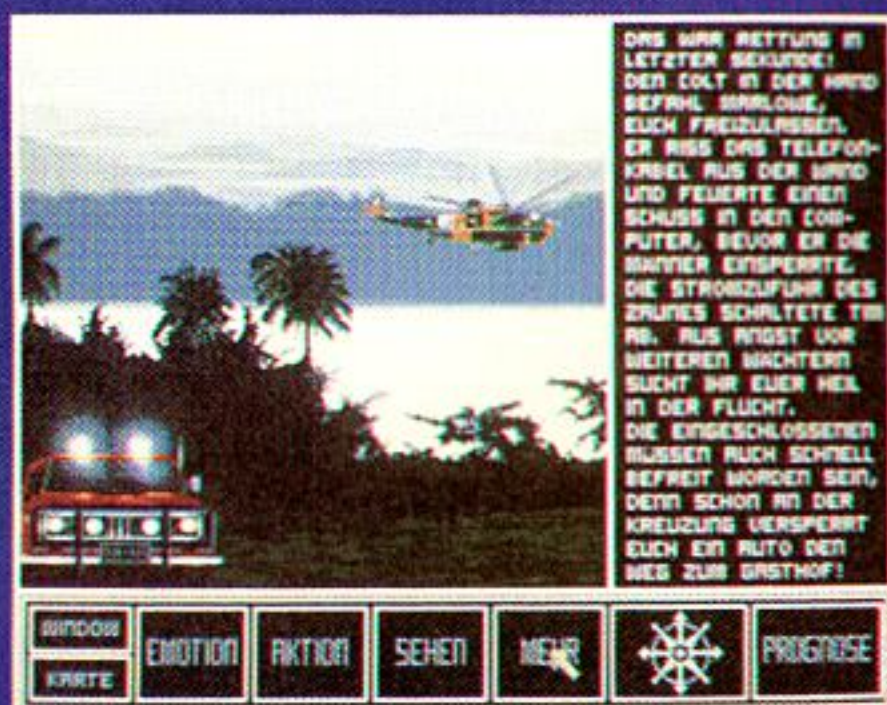 DAS WAR RETTUNG IN
LETZTER SEKUNDE!
DEN COLT IN DER HAND
BEFAHL MARLOWE,
EUCH FREIZULASSEN.
ER RISS DAS TELEFON-
KABEL AUS DER WAND
UND FEUERTE EINEN
SCHUSS IN DEN COM-
PUTER, BEVOR ER DIE
MÄNNER EINSPERRTE.
DIE STROMZUFUHR DES
ZAUNES SCHALTETE TIM
AB. AUS ANGST VOR
WEITEREN WÄCHTERN
SUCHT IHR EUER HEIL
IN DER FLUCHT.
DIE EINGESCHLOSSENEN
MÜSSEN AUCH SCHNELL
BEFREIT WORDEN SEIN,
DENN SCHON AN DER
KREUZUNG VERSPERRT
EUCH EIN AUTO DEN
WEG ZUM GASTHOF!
WINDOW
KARTE
EMOTION
AKTION
SEHEN
MEHR
PROGNOSE